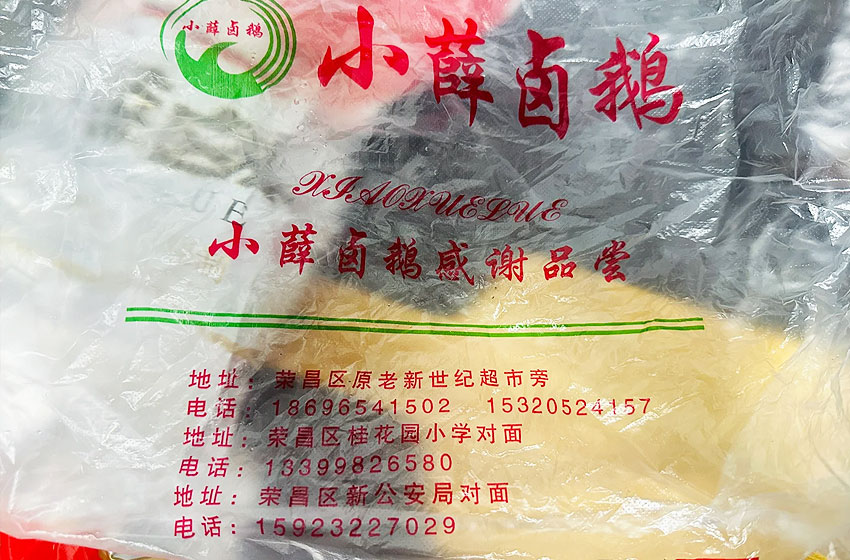 小薛卤鹅
小薛卤鹅
XIAOXUELUE
UE
小薛卤鹅感谢品尝
地址：荣昌区原老新世纪超市旁
电话：18696541502 15320524157
地址：荣昌区桂花园小学对面
电话：13399826580
地址：荣昌区新公安局对面
电话：15923227029